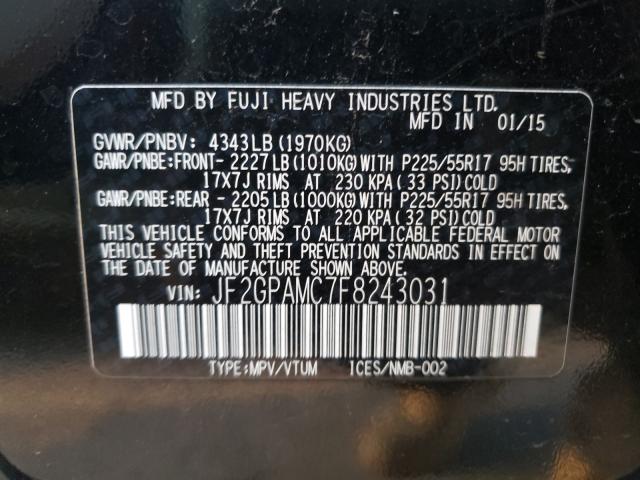 MFD BY FUJI HEAVY INDUSTRIES LTD.
MFD IN 01/15
GVWR/PNBV: 4343LB(1970KG)
GAWR/PNBE:FRONT- 2227LB(1010KG)WITH P225/55R17 95H TIRES,
17X7J RIMS AT 230 KPA(33 PSI)COLD
GAWR/PNBE:REAR - 2205LB(1000KG)WITH P225/55R17 95H TIRES,
17X7J RIMS AT 220 KPA(32 PSI)COLD
THIS VEHICLE CONFORMS TO ALL APPLICABLE FEDERAL MOTOR
VEHICLE SAFETY AND THEFT PREVENTION STANDARDS IN EFFECT ON
THE DATE OF MANUFACTURE SHOWN ABOVE.
VIN: JF2GPAMC7F8243031
TYPE:MPV/VTUM ICES/NMB-002